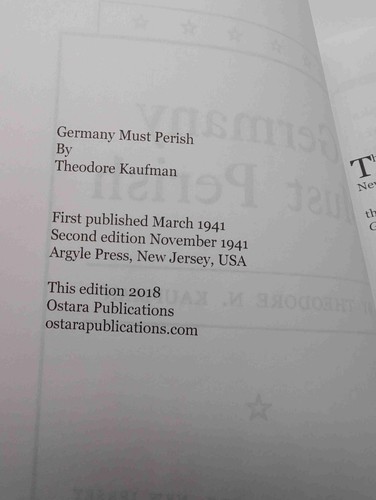 Germany Must Perish
By
Theodore Kaufman
First published March 1941
Second edition November 1941
Argyle Press, New Jersey, USA
This edition 2018
Ostara Publications
ostarapublications.com